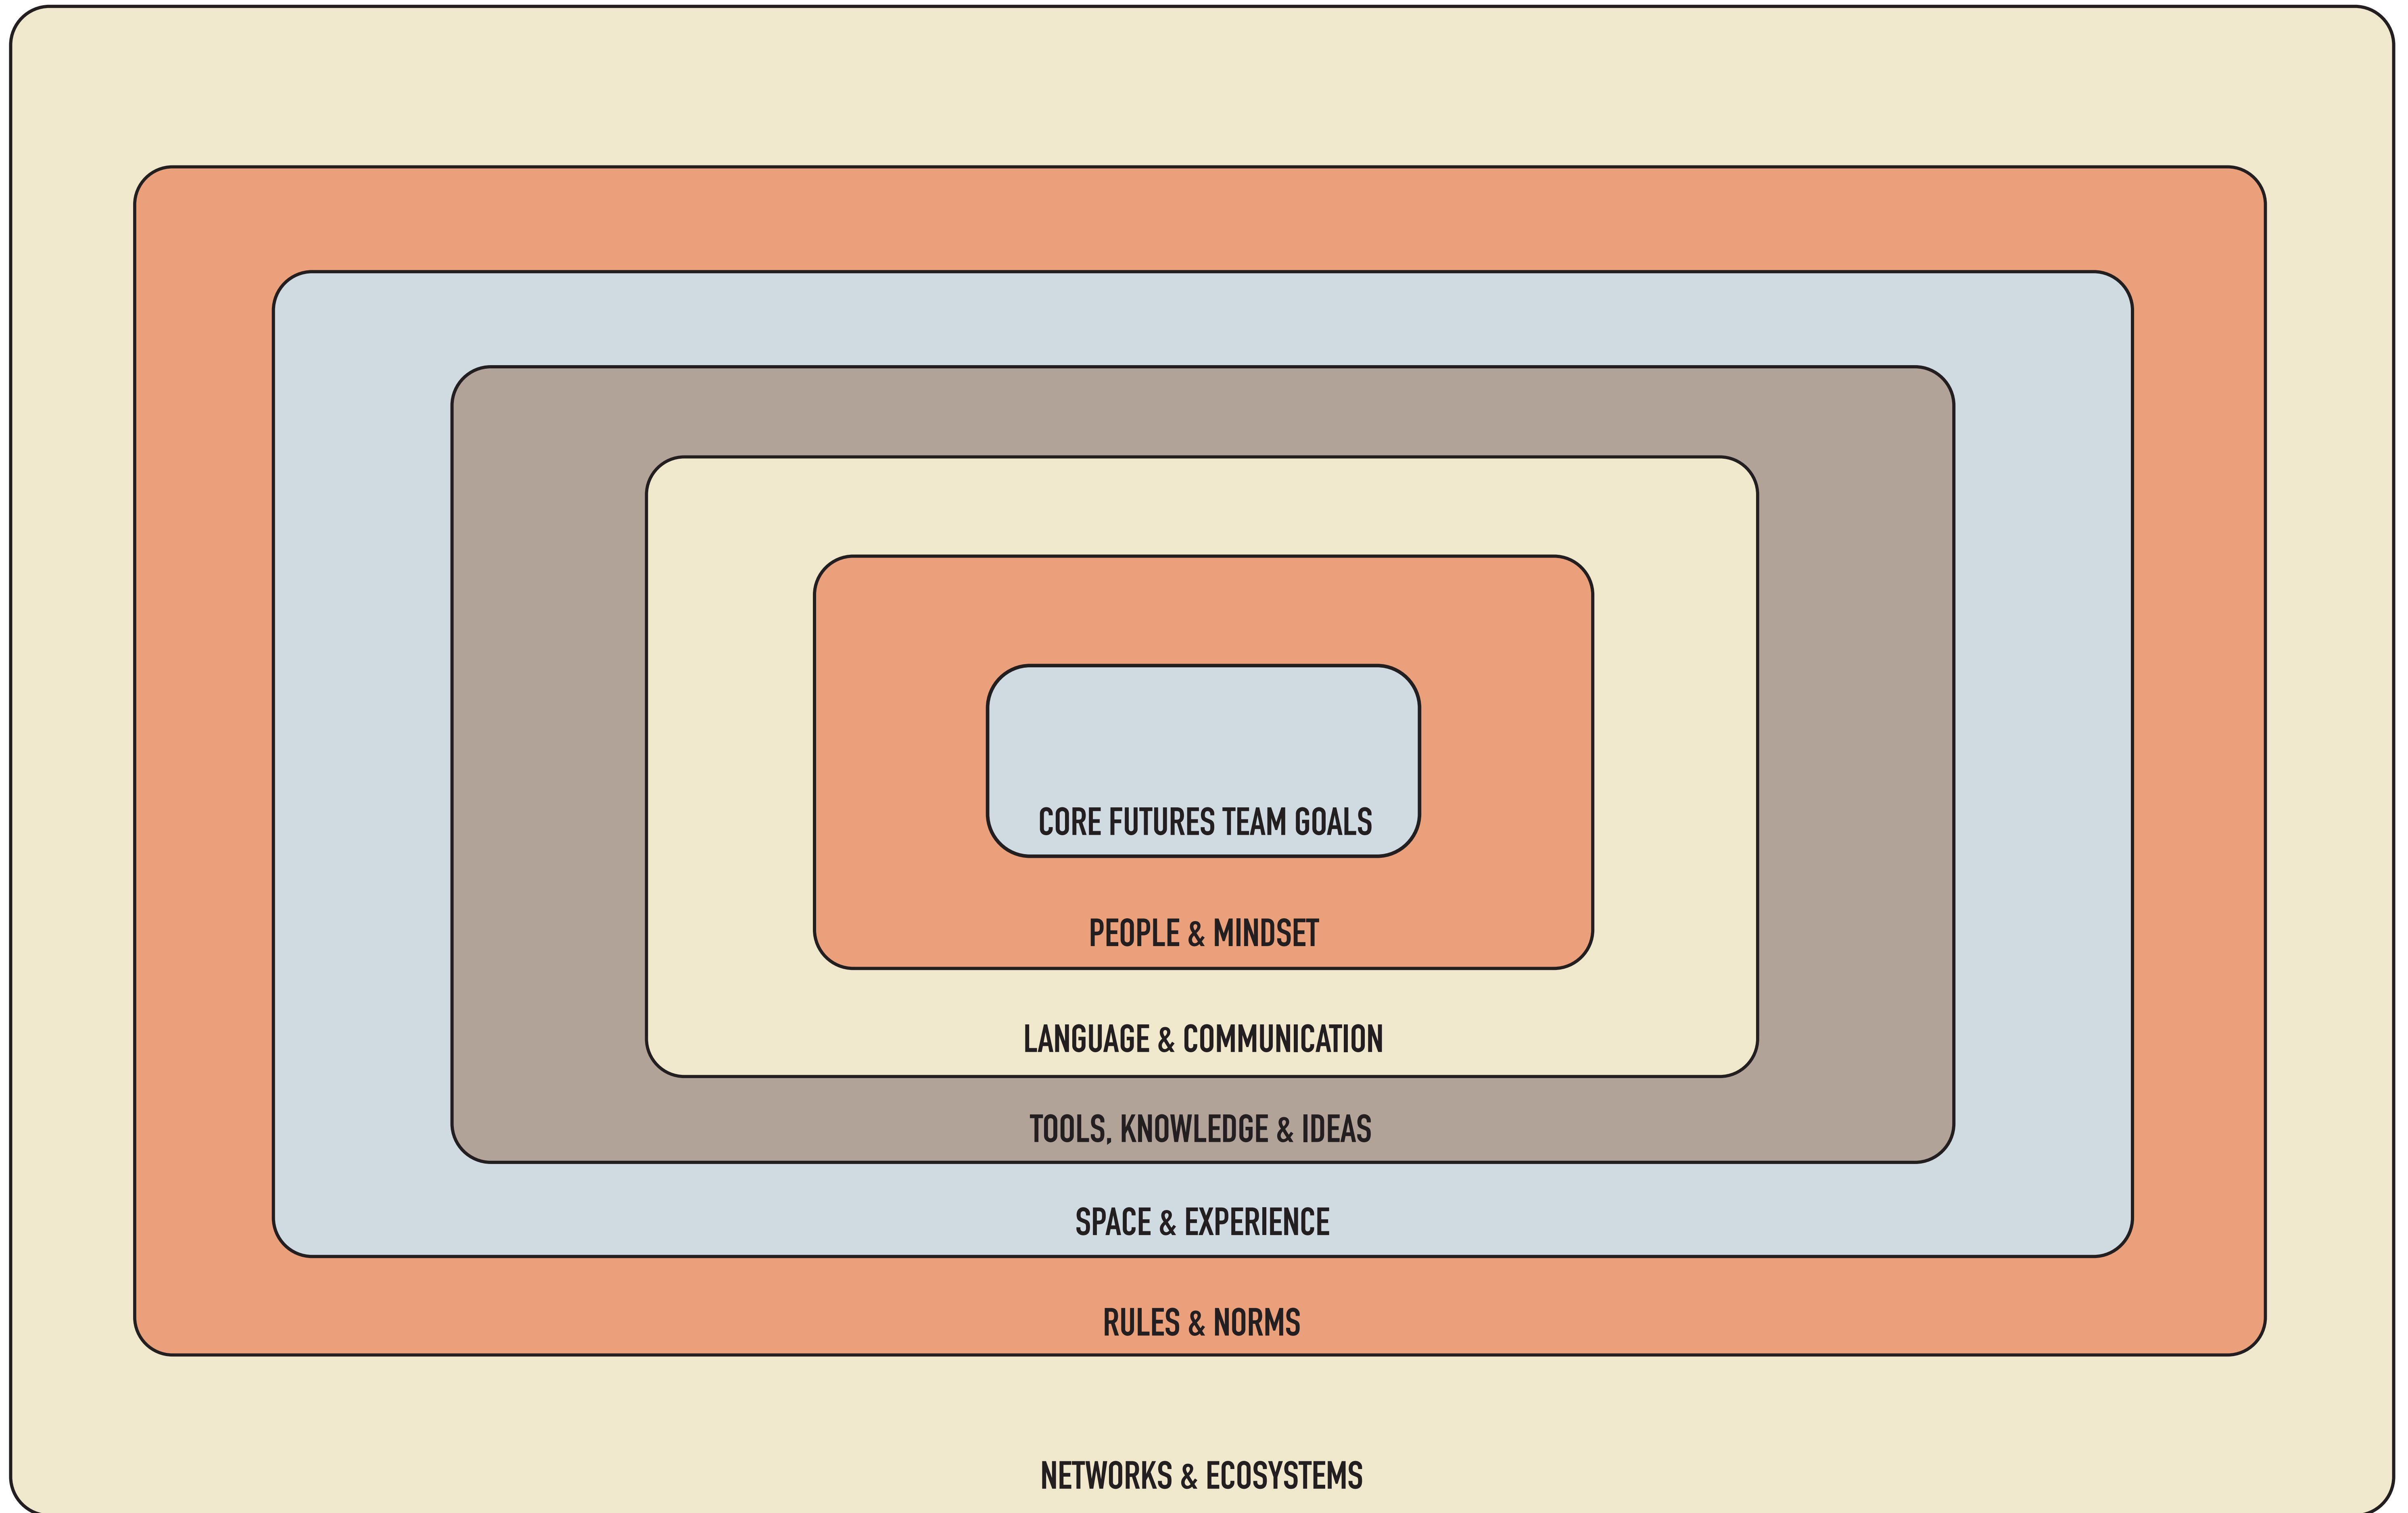 CORE FUTURES TEAM GOALS
PEOPLE & MINDSET
LANGUAGE & COMMUNICATION
TOOLS, KNOWLEDGE & IDEAS
SPACE & EXPERIENCE
RULES & NORMS
NETWORKS & ECOSYSTEMS